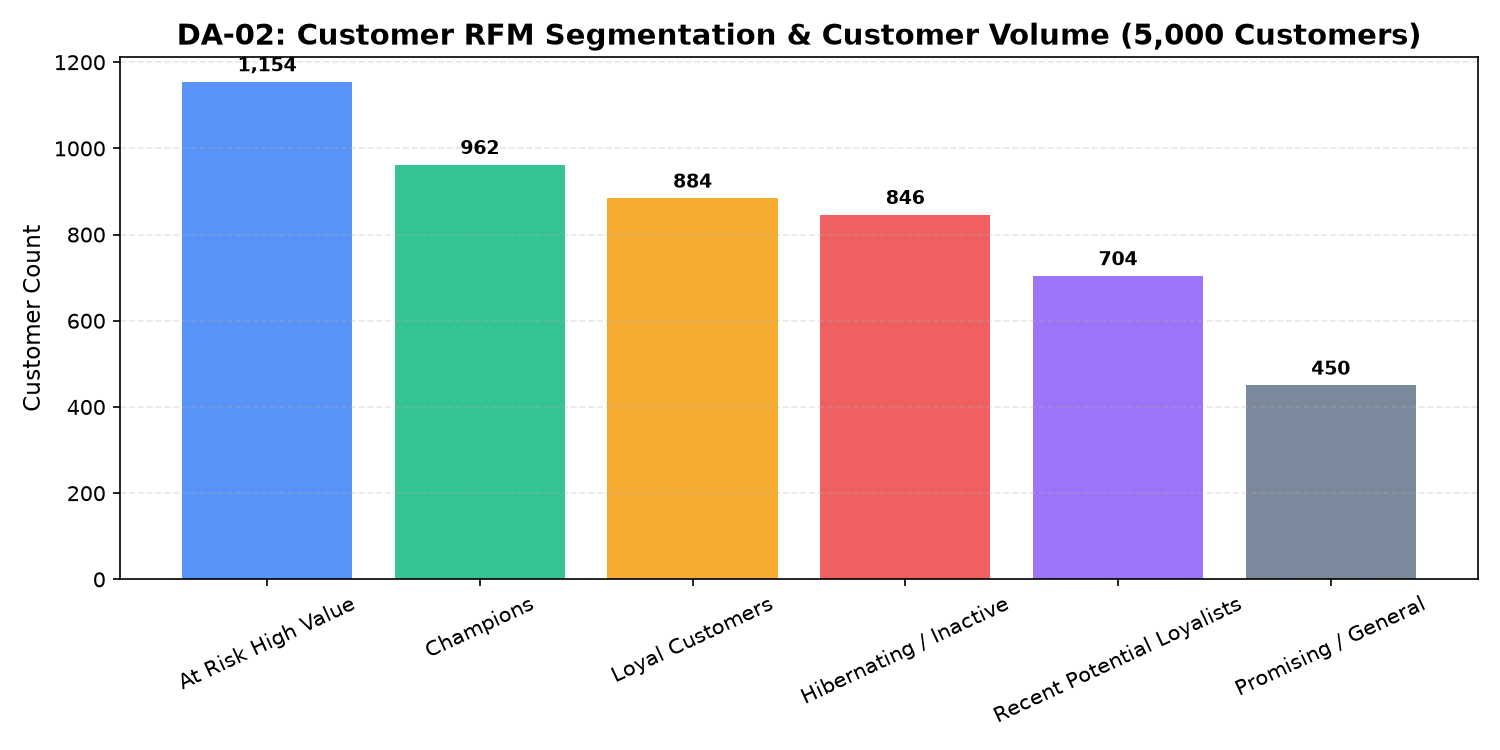 DA-02: Customer RFM Segmentation & Customer Volume (5,000 Customers)
Customer Count
1200
1000
800
600
400
200
0
1,154
962
884
846
704
450
At Risk High Value
Champions
Loyal Customers
Hibernating / Inactive
Recent Potential Loyalists
Promising / General